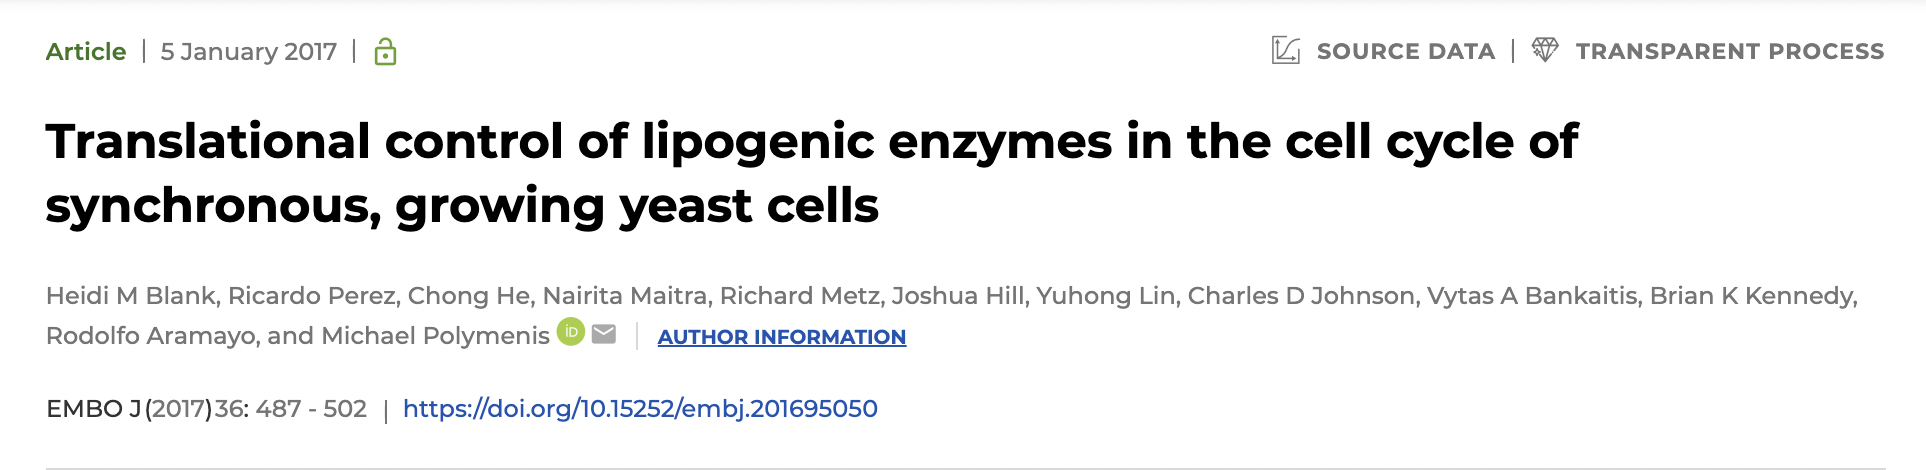 Article | 5 January 2017 |
SOURCE DATA | TRANSPARENT PROCESS
Translational control of lipogenic enzymes in the cell cycle of
synchronous, growing yeast cells
Heidi M Blank, Ricardo Perez, Chong He, Nairita Maitra, Richard Metz, Joshua Hill, Yuhong Lin, Charles D Johnson, Vytas A Bankaitis, Brian K Kennedy,
Rodolfo Aramayo, and Michael Polymenis iD | AUTHOR INFORMATION
EMBO J (2017) 36: 487 - 502 | https://doi.org/10.15252/embj.201695050